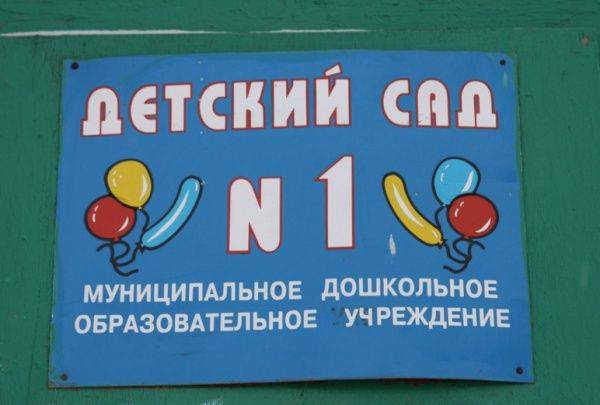 ДЕТСКИЙ САД
N 1
МУНИЦИПАЛЬНОЕ ДОШКОЛЬНОЕ
ОБРАЗОВАТЕЛЬНОЕ УЧРЕЖДЕНИЕ